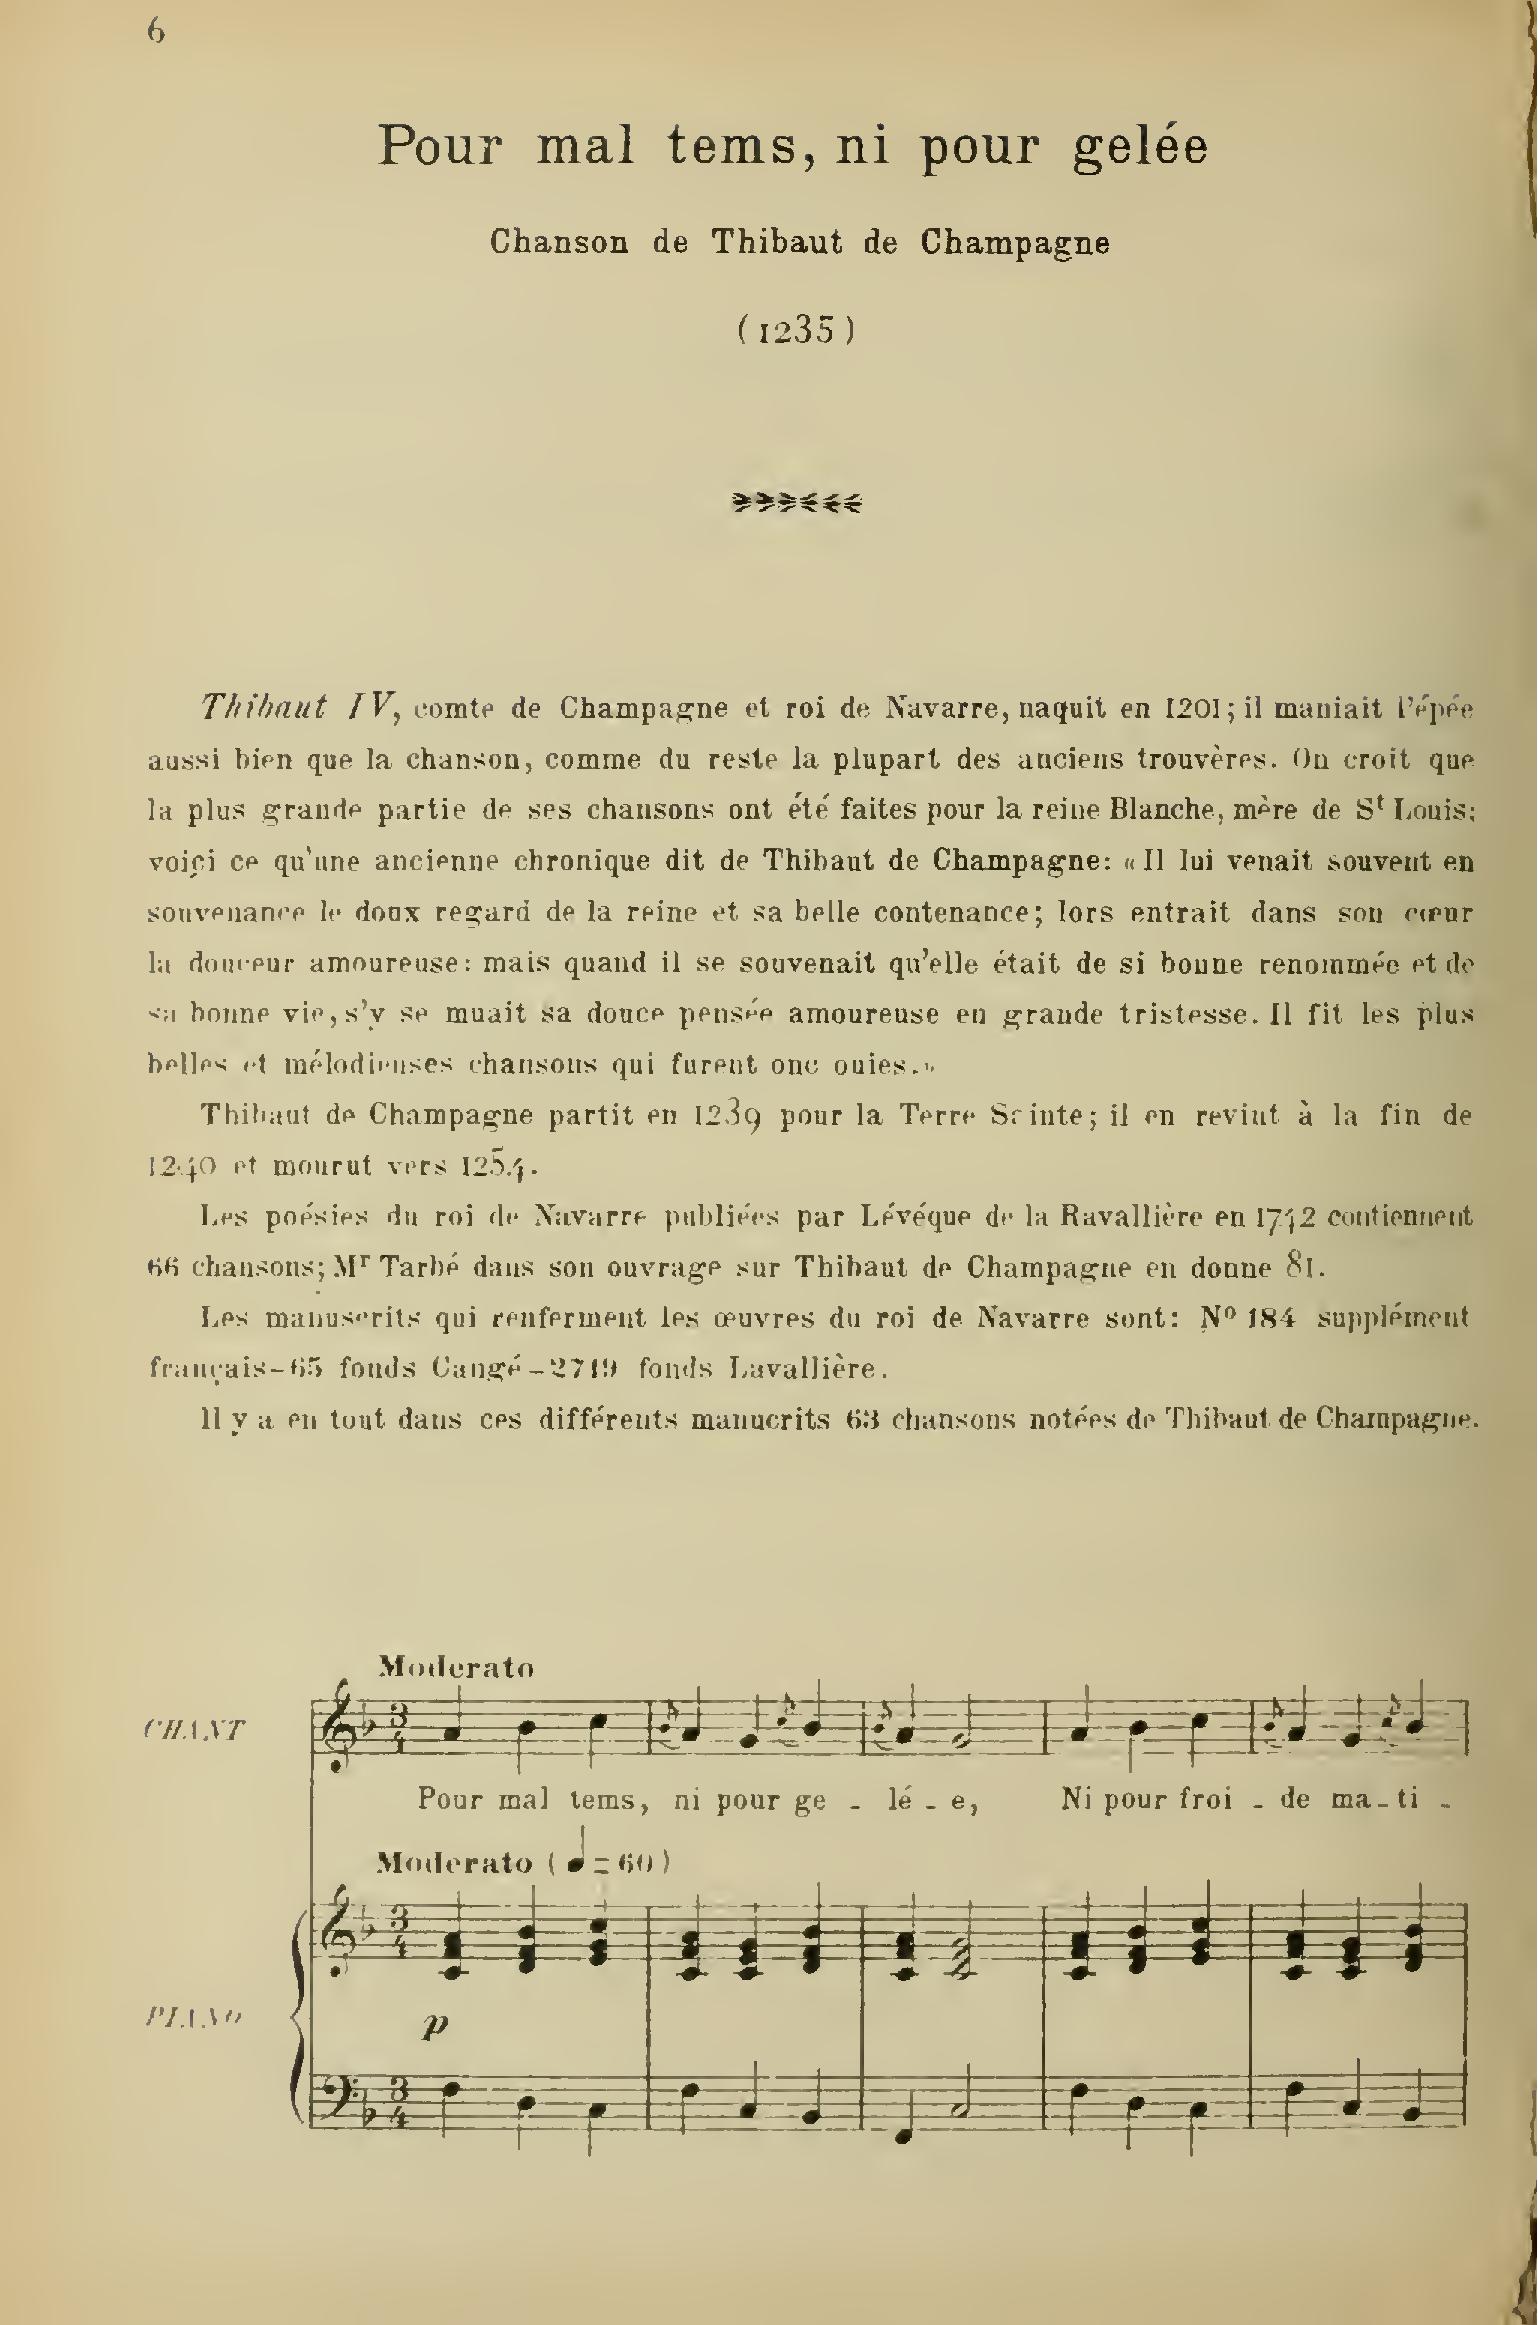 6
Pour mal tems, ni pour gelée
Chanson de Thibaut de Champagne
(1235)
Thibaut IV, comte de Champagne et roi de Navarre, naquit en 1201; il maniait l'épée
aussi bien que la chanson, comme du reste la plupart des anciens trouvères. On croit que
la plus grande partie de ses chansons ont été faites pour la reine Blanche, mère de St Louis;
voici ce qu'une ancienne chronique dit de Thibaut de Champagne: «Il lui venait souvent en
souvenance le doux regard de la reine et sa belle contenance; lors entrait dans son cœur
la douceur amoureuse: mais quand il se souvenait qu'elle était de si bonne renommée et de
sa bonne vie, s'y se muait sa douce pensée amoureuse en grande tristesse. Il fit les plus
belles et mélodieuses chansons qui furent onc ouies.»
Thibaut de Champagne partit en 1239 pour la Terre Sainte; il en revint à la fin de
1240 et mourut vers 1254.
Les poésies du roi de Navarre publiées par Lévéque de la Ravallière en 1742 contiennent
66 chansons; Mr Tarbé dans son ouvrage sur Thibaut de Champagne en donne 81.
Les manuscrits qui renferment les œuvres du roi de Navarre sont: No 184 supplément
français-65 fonds Cangé-2719 fonds Lavallière.
Il y a en tout dans ces différents manucrits 63 chansons notées de Thibaut de Champagne.
Moderato
CHANT
3
4
Pour mal tems, ni pour ge - lé - e, Ni pour froi - de ma - ti -
Moderato (♩= 60)
PIANO
3
4
p
3
4